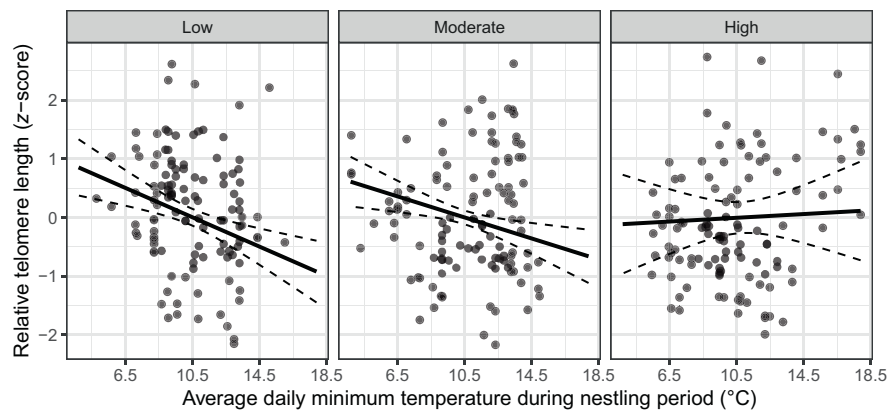 Low Moderate High
Relative telomere length (z−score)
2
1
0
−1
−2
6.5 10.5 14.5 18.5 6.5 10.5 14.5 18.5 6.5 10.5 14.5 18.5
Average daily minimum temperature during nestling period (°C)